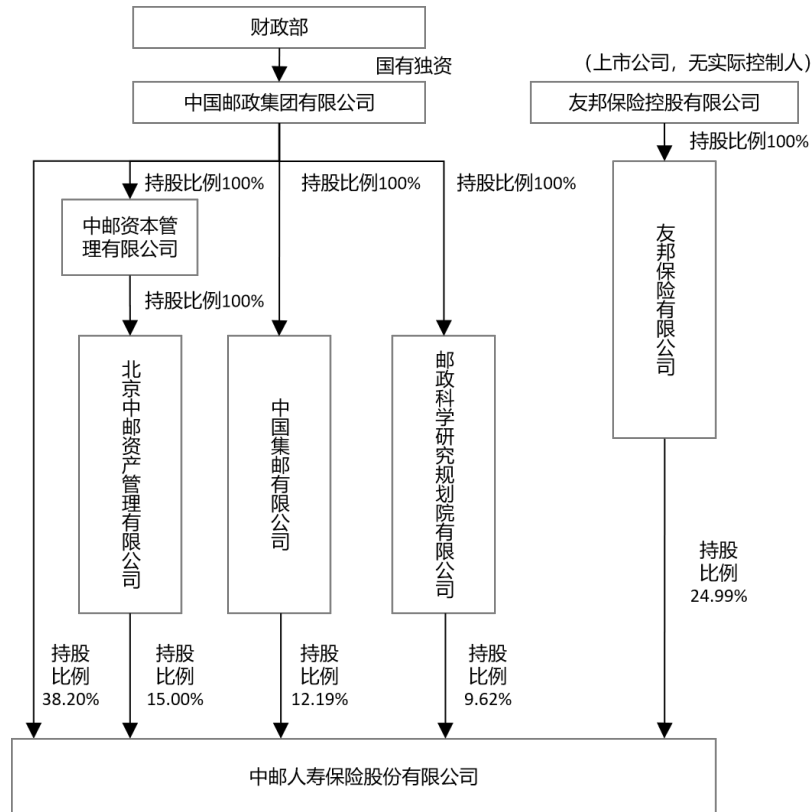 财政部
国有独资
(上市公司，无实际控制人)
中国邮政集团有限公司
友邦保险控股有限公司
持股比例100%
持股比例100%
持股比例100%
持股比例100%
中邮资本管
理有限公司
友邦保险有限公司
持股比例100%
北京中邮资产管理有限公司
中国集邮有限公司
邮政科学研究规划院有限公司
持股
比例
24.99%
持股
比例
38.20%
持股
比例
15.00%
持股
比例
12.19%
持股
比例
9.62%
中邮人寿保险股份有限公司